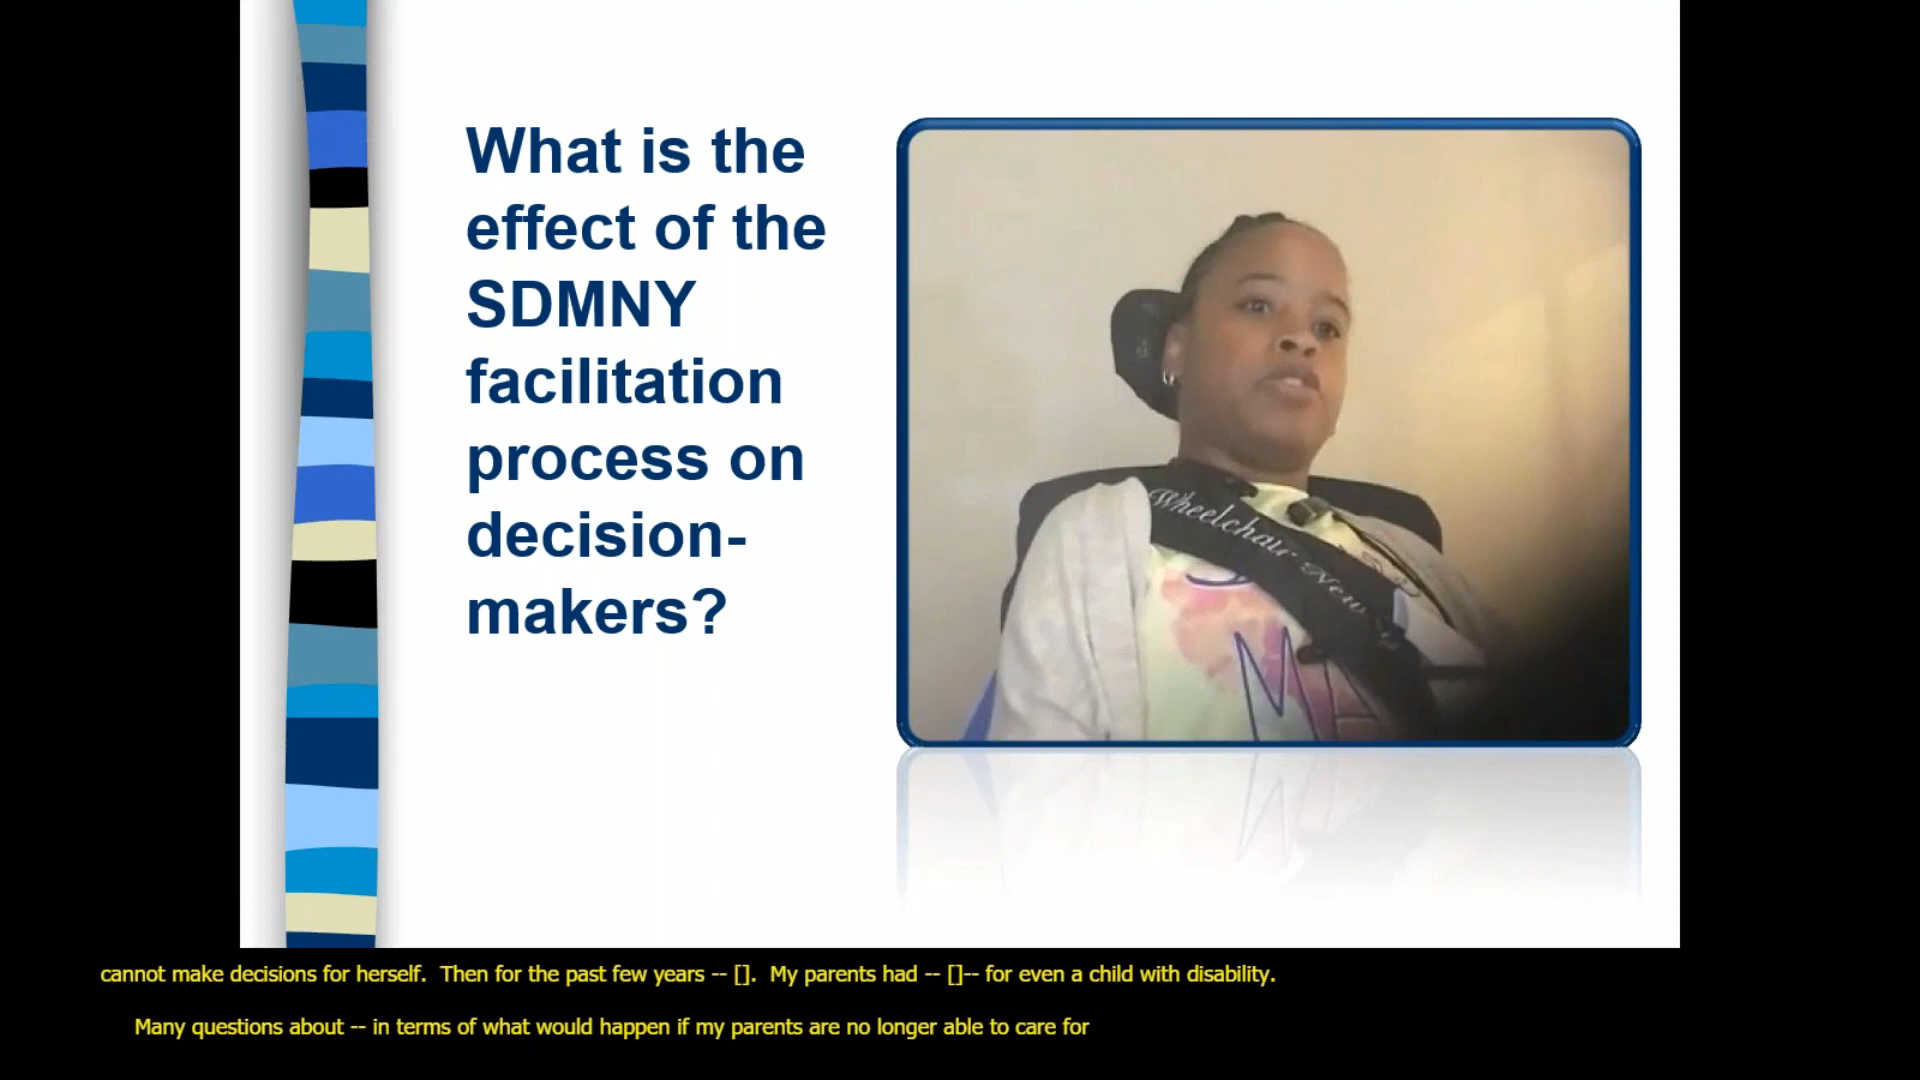 What is the
effect of the
SDMNY
facilitation
process on
decision-
makers?
Wheelchair New
MA
cannot make decisions for herself.  Then for the past few years -- [].  My parents had -- []-- for even a child with disability.
Many questions about -- in terms of what would happen if my parents are no longer able to care for